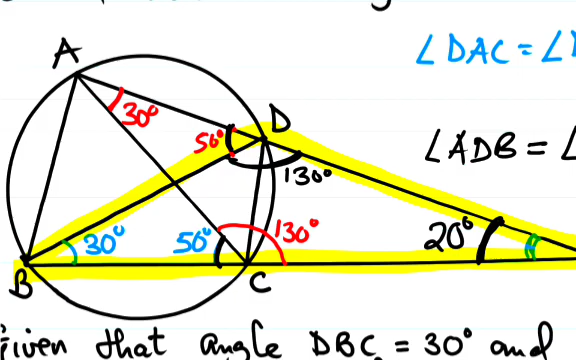 ∠DAC = ∠
A
30°
50°
D
∠ADB = ∠
130°
30°
50°
130°
20°
B
C
Given that angle DBC = 30° and